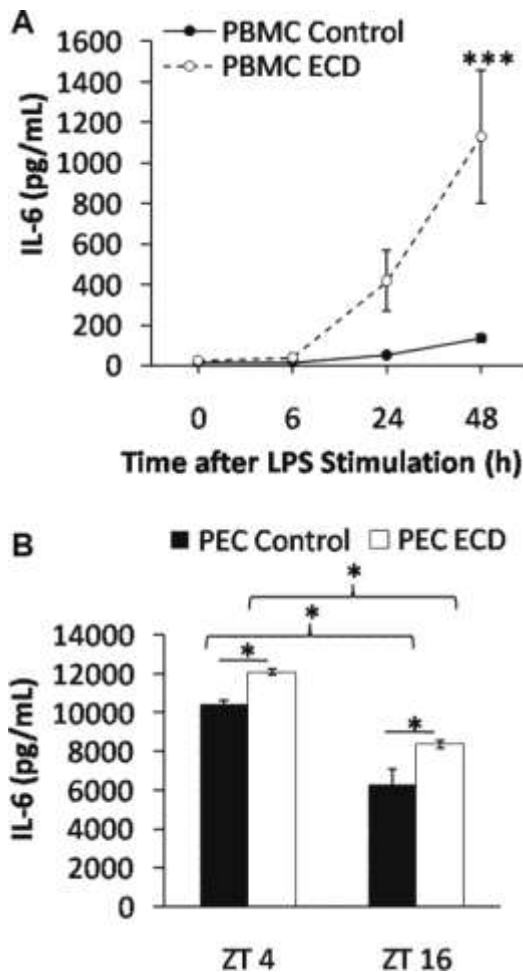 A
PBMC Control
PBMC ECD
***
1600
1400
1200
1000
800
600
400
200
0
IL-6 (pg/mL)
0 6 24 48
Time after LPS Stimulation (h)
B
PEC Control PEC ECD
*
*
* 
*
14000
12000
10000
8000
6000
4000
2000
0
IL-6 (pg/mL)
ZT 4 ZT 16